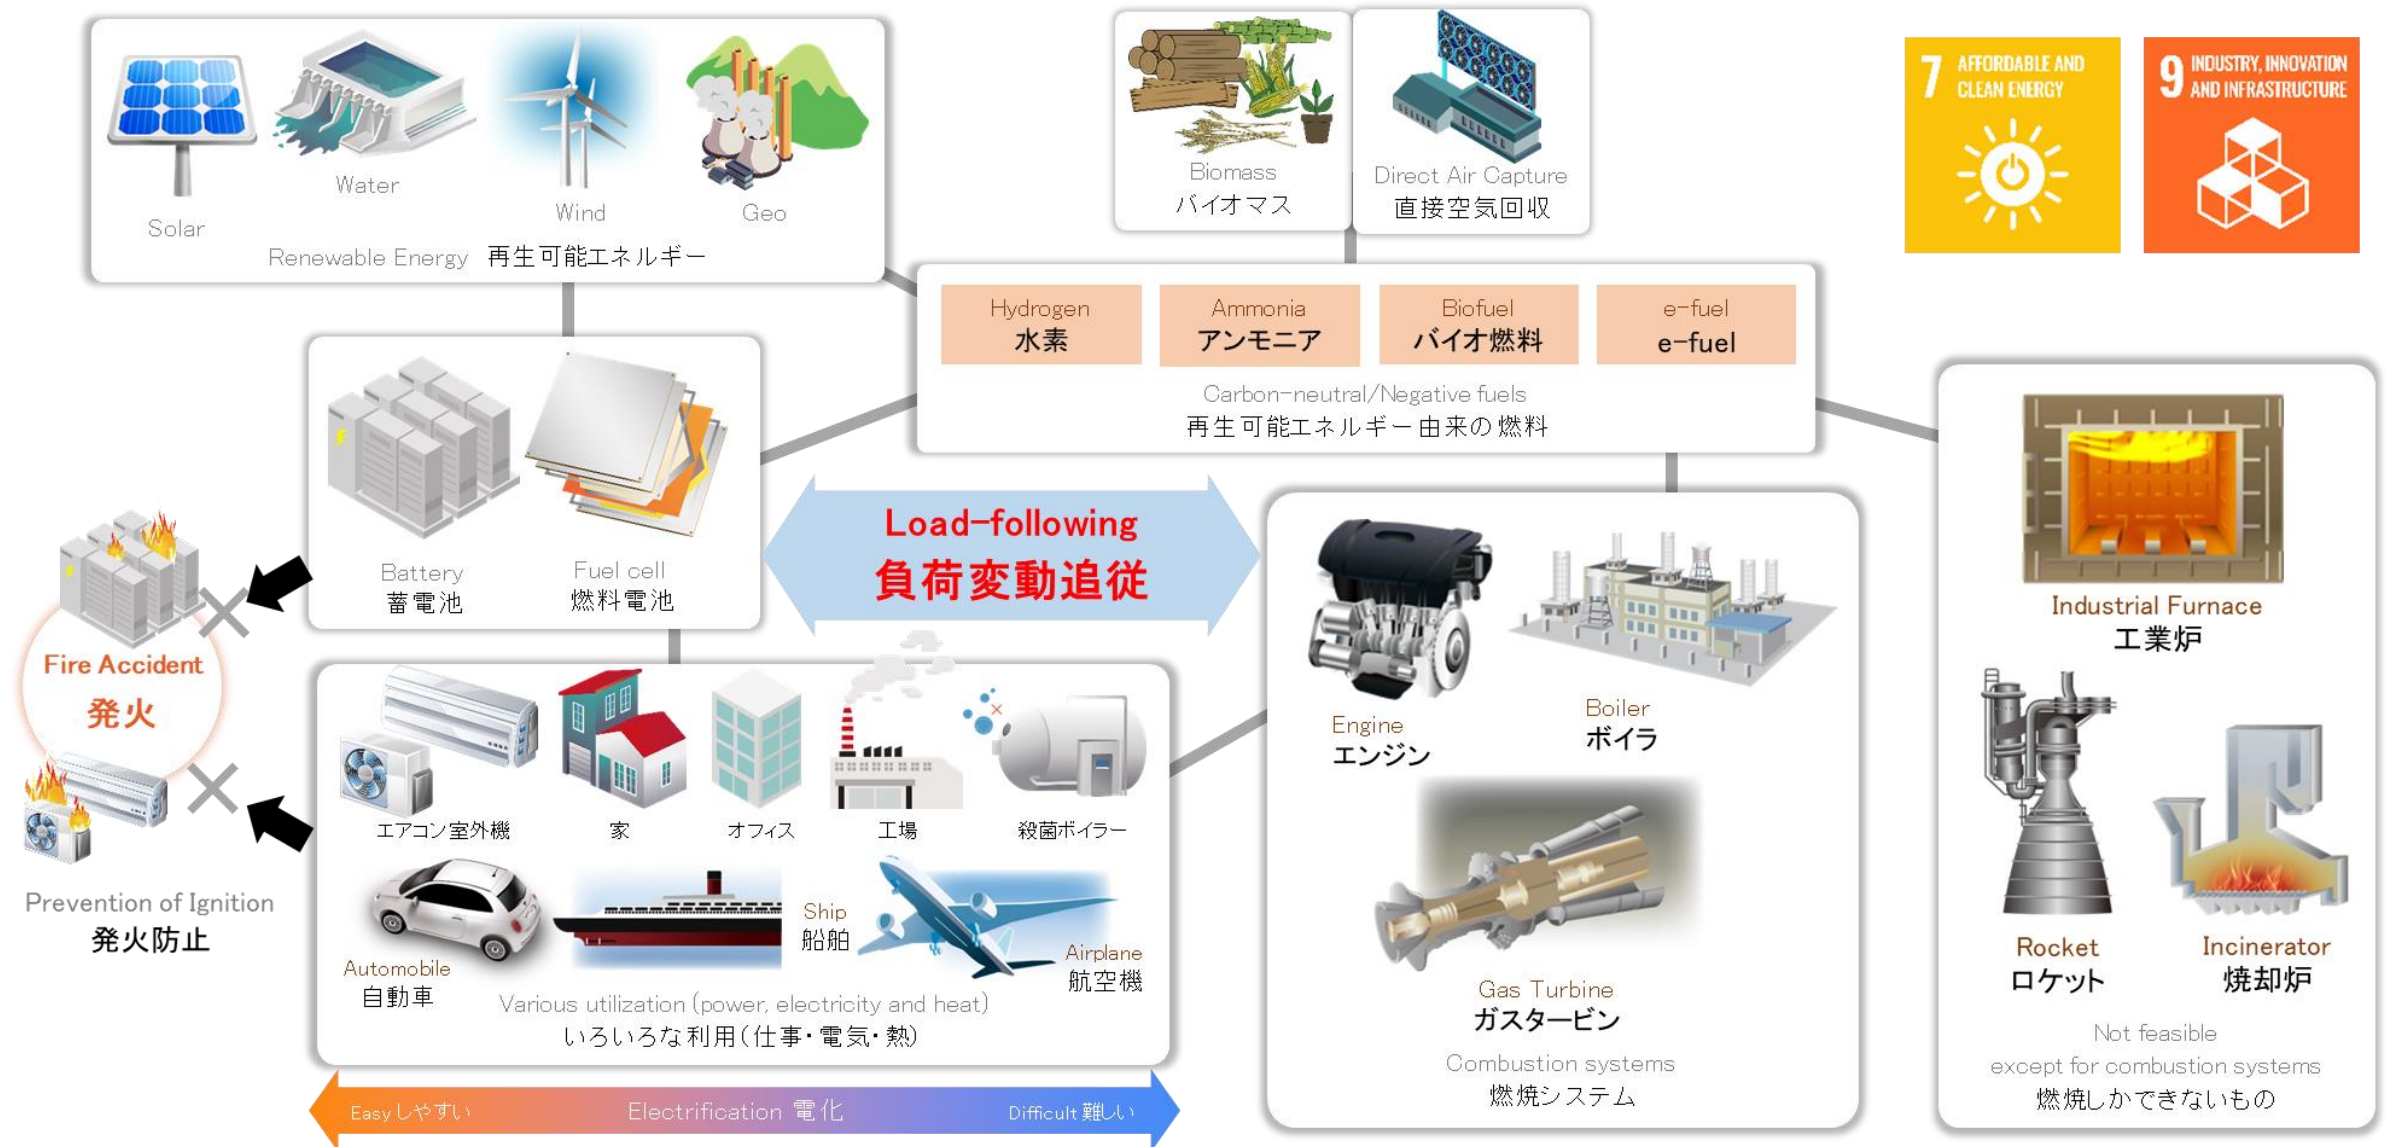 Solar
Water
Wind
Geo
Renewable Energy 再生可能エネルギー
Biomass
バイオマス
Direct Air Capture
直接空気回収
7 AFFORDABLE AND
CLEAN ENERGY
9 INDUSTRY, INNOVATION
AND INFRASTRUCTURE
Hydrogen
水素
Ammonia
アンモニア
Biofuel
バイオ燃料
e-fuel
e-fuel
Carbon-neutral/Negative fuels
再生可能エネルギー由来の燃料
Battery
蓄電池
Fuel cell
燃料電池
Load-following
負荷変動追従
Fire Accident
発火
Prevention of Ignition
発火防止
エアコン室外機
家
オフィス
工場
殺菌ボイラー
Automobile
自動車
Ship
船舶
Airplane
航空機
Various utilization (power, electricity and heat)
いろいろな利用(仕事・電気・熱)
Easyしやすい
Electrification 電化
Difficult 難しい
Engine
エンジン
Boiler
ボイラ
Gas Turbine
ガスタービン
Combustion systems
燃焼システム
Industrial Furnace
工業炉
Rocket
ロケット
Incinerator
焼却炉
Not feasible
except for combustion systems
燃焼しかできないもの